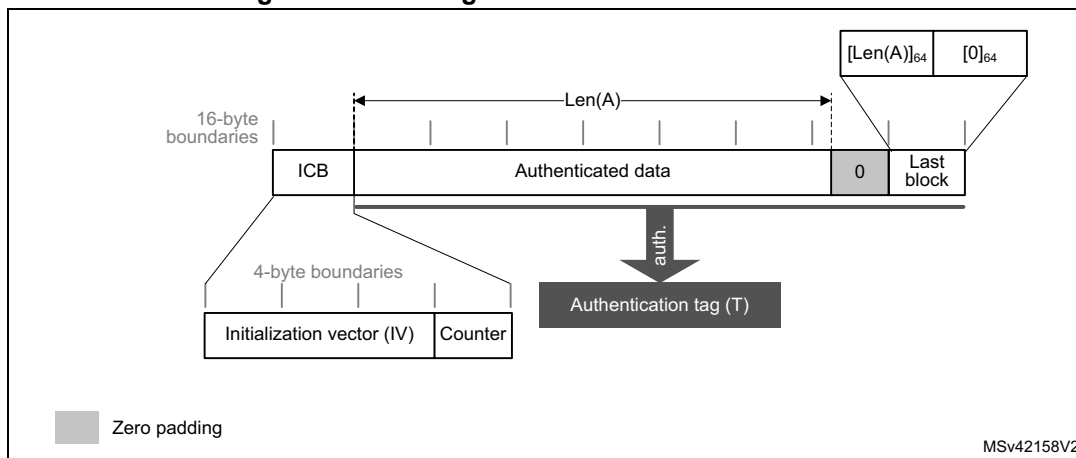 [Len(A)]64 [0]64
Len(A)
16-byte
boundaries
ICB Authenticated data 0 Last
block
auth.
4-byte boundaries
Authentication tag (T)
Initialization vector (IV) Counter
Zero padding
MSv42158V2